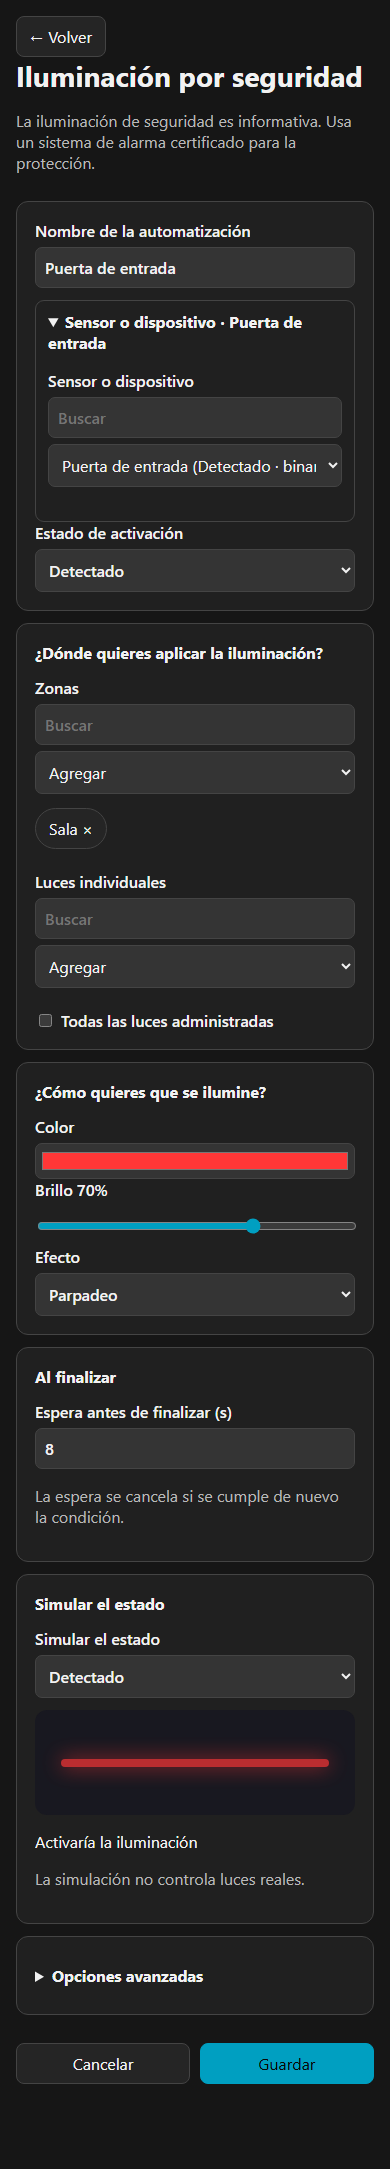 ← Volver
Iluminación por seguridad
La iluminación de seguridad es informativa. Usa
un sistema de alarma certificado para la
protección.
Nombre de la automatización
Puerta de entrada
▼ Sensor o dispositivo · Puerta de
entrada
Sensor o dispositivo
Buscar
Puerta de entrada (Detectado · binar
Estado de activación
Detectado
¿Dónde quieres aplicar la iluminación?
Zonas
Buscar
Agregar
Sala ×
Luces individuales
Buscar
Agregar
Todas las luces administradas
¿Cómo quieres que se ilumine?
Color
Brillo 70%
Efecto
Parpadeo
Al finalizar
Espera antes de finalizar (s)
8
La espera se cancela si se cumple de nuevo
la condición.
Simular el estado
Simular el estado
Detectado
Activaría la iluminación
La simulación no controla luces reales.
▶ Opciones avanzadas
Cancelar
Guardar